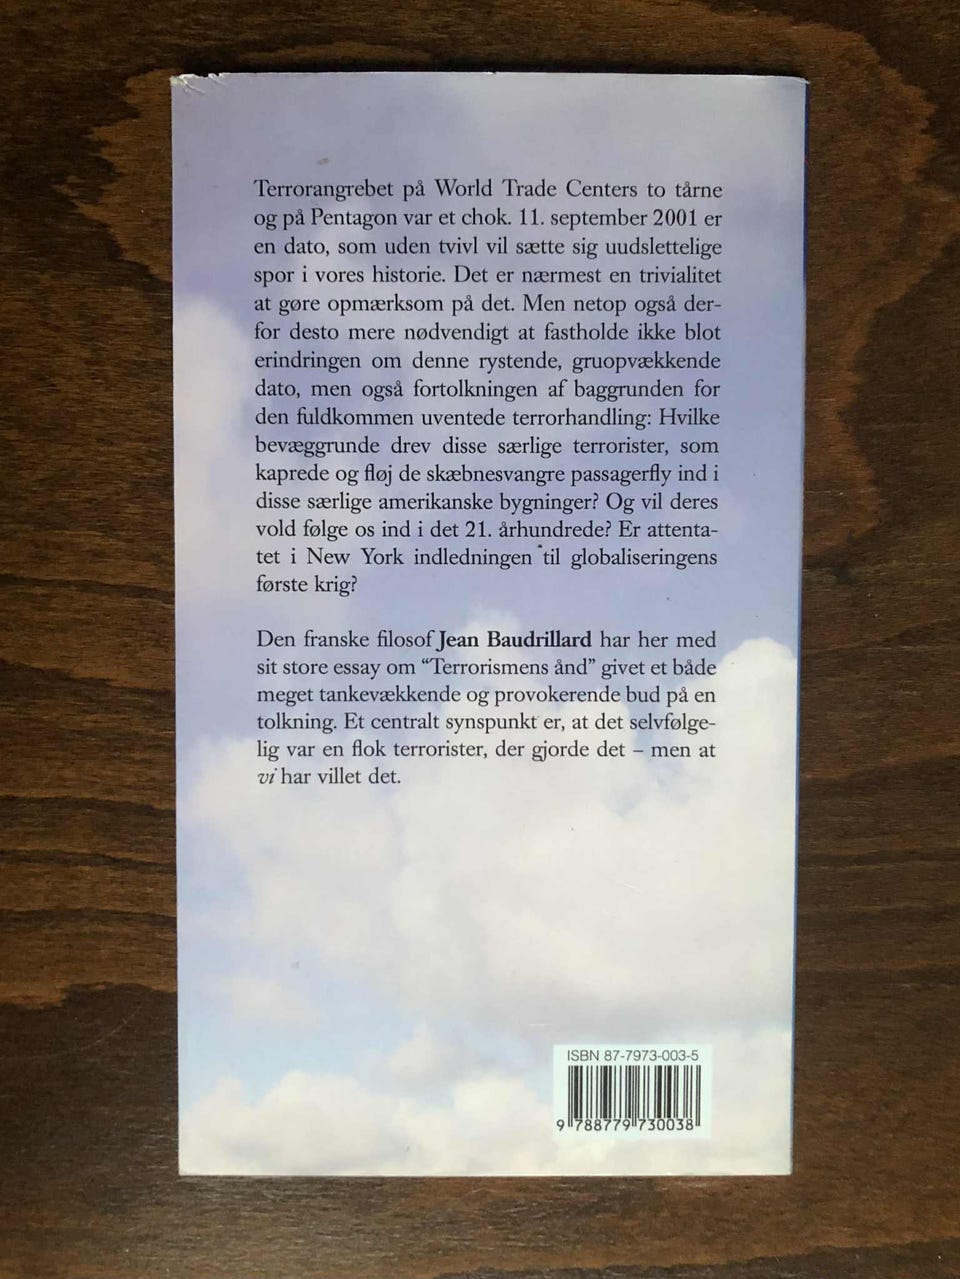 Terrorangrebet på World Trade Centers to tårne
og på Pentagon var et chok. 11. september 2001 er
en dato, som uden tvivl vil sætte sig uudslettelige
spor i vores historie. Det er nærmest en trivialitet
at gøre opmærksom på det. Men netop også der-
for desto mere nødvendigt at fastholde ikke blot
erindringen om denne rystende, gruopvækkende
dato, men også fortolkningen af baggrunden for
den fuldkommen uventede terrorhandling: Hvilke
bevæggrunde drev disse særlige terrorister, som
kaprede og fløj de skæbnesvangre passagerfly ind i
disse særlige amerikanske bygninger? Og vil deres
vold følge os ind i det 21. århundrede? Er attenta-
tet i New York indledningen til globaliseringens
første krig?
Den franske filosof Jean Baudrillard har her med
sit store essay om “Terrorismens ånd” givet et både
meget tankevækkende og provokerende bud på en
tolkning. Et centralt synspunkt er, at det selvfølge-
lig var en flok terrorister, der gjorde det – men at
vi har villet det.
ISBN 87-7973-003-5
9 788779 730038